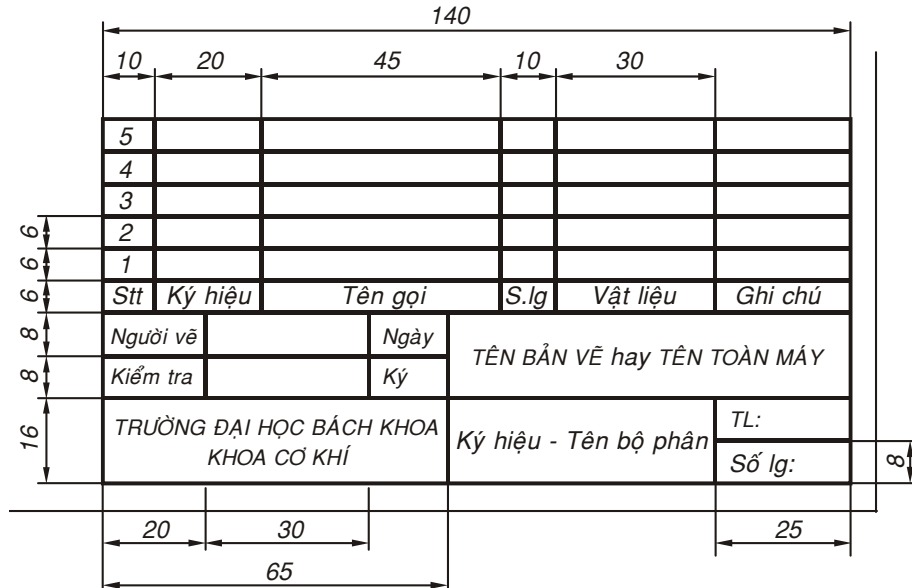 140
10 20 45 10 30
5
4
3
6 2
6 1
6 Stt Ký hiệu Tên gọi S.lg Vật liệu Ghi chú
8 Người vẽ Ngày
TÊN BẢN VẼ hay TÊN TOÀN MÁY
8 Kiểm tra Ký
16 TRƯỜNG ĐẠI HỌC BÁCH KHOA
KHOA CƠ KHÍ
Ký hiệu - Tên bộ phân
TL:
Số lg: 8
20 30 25
65